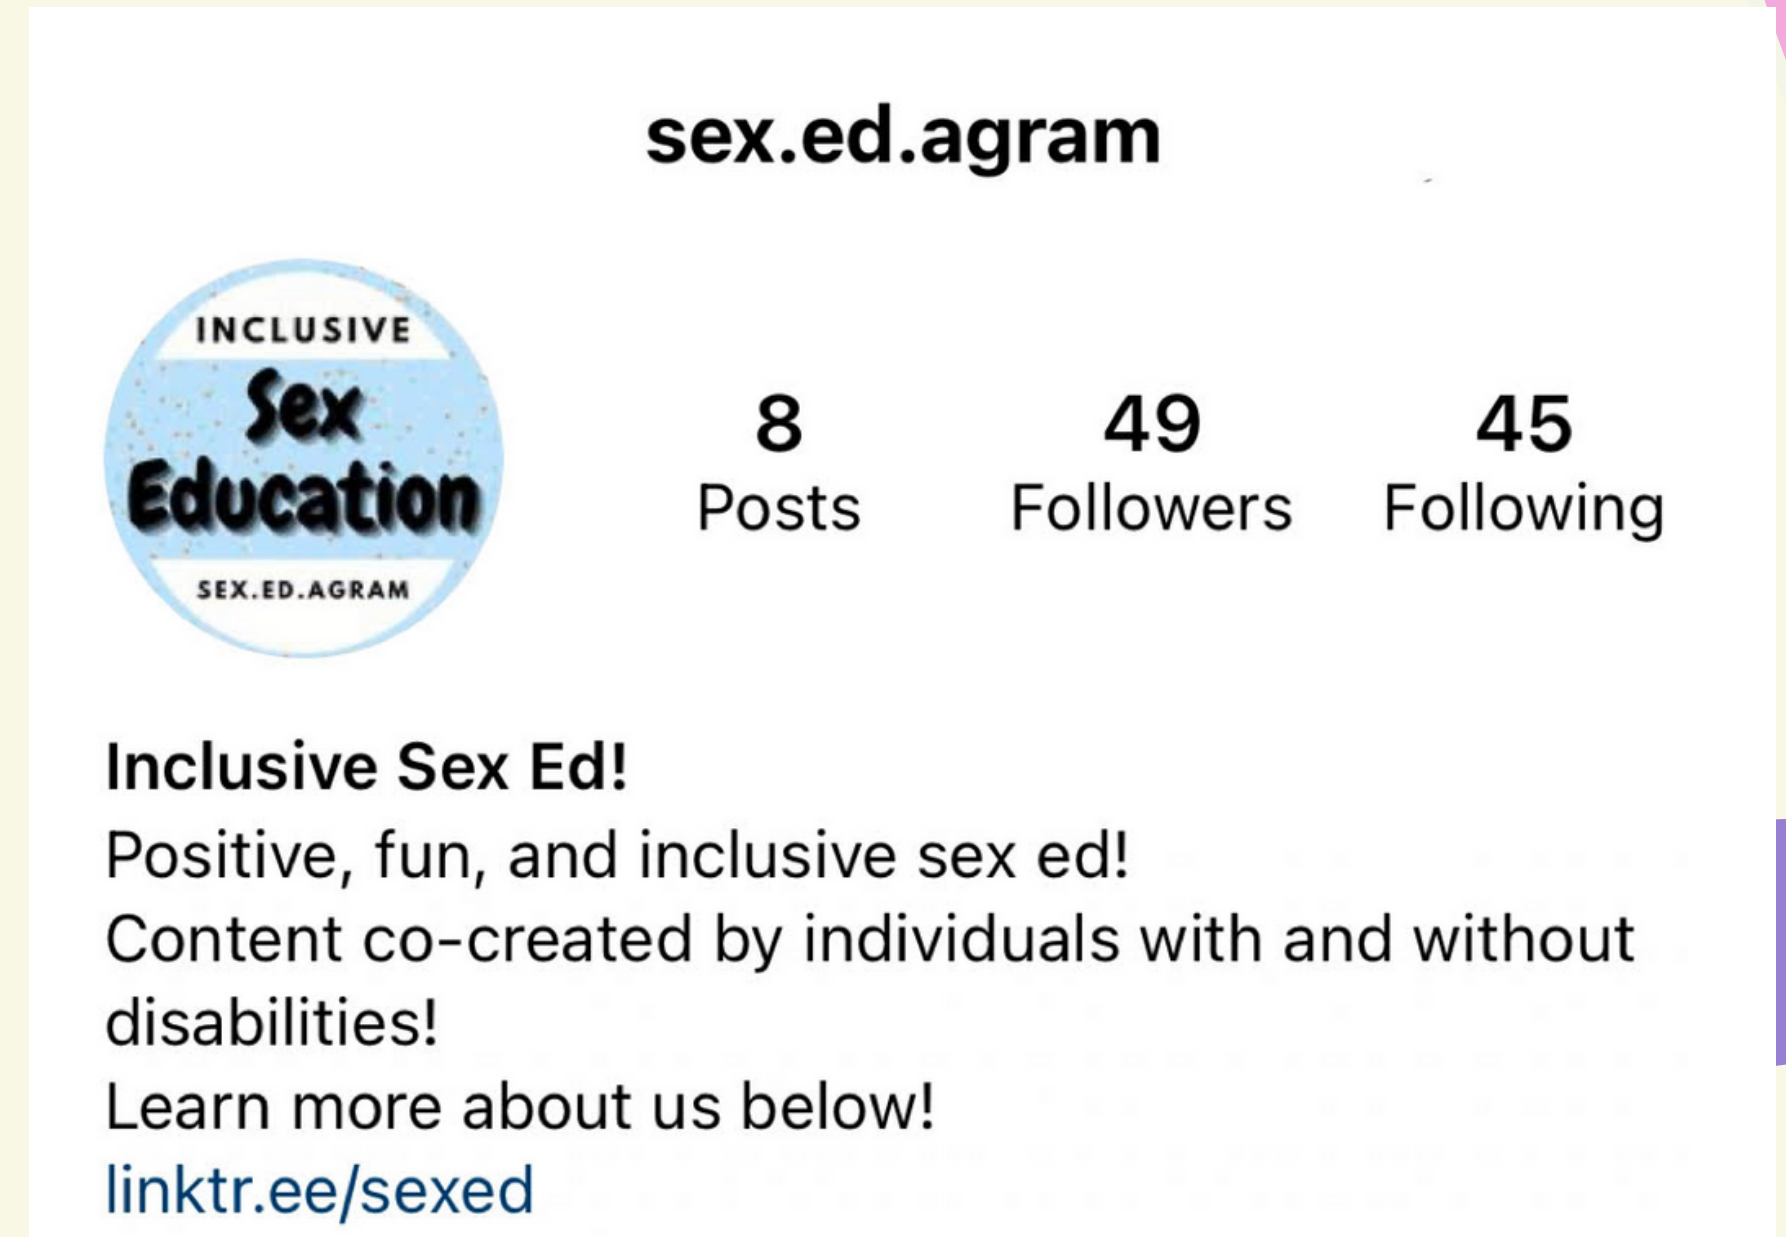 sex.ed.agram
INCLUSIVE
Sex
Education
SEX.ED.AGRAM
8
Posts
49
Followers
45
Following
Inclusive Sex Ed!
Positive, fun, and inclusive sex ed!
Content co-created by individuals with and without
disabilities!
Learn more about us below!
linktr.ee/sexed